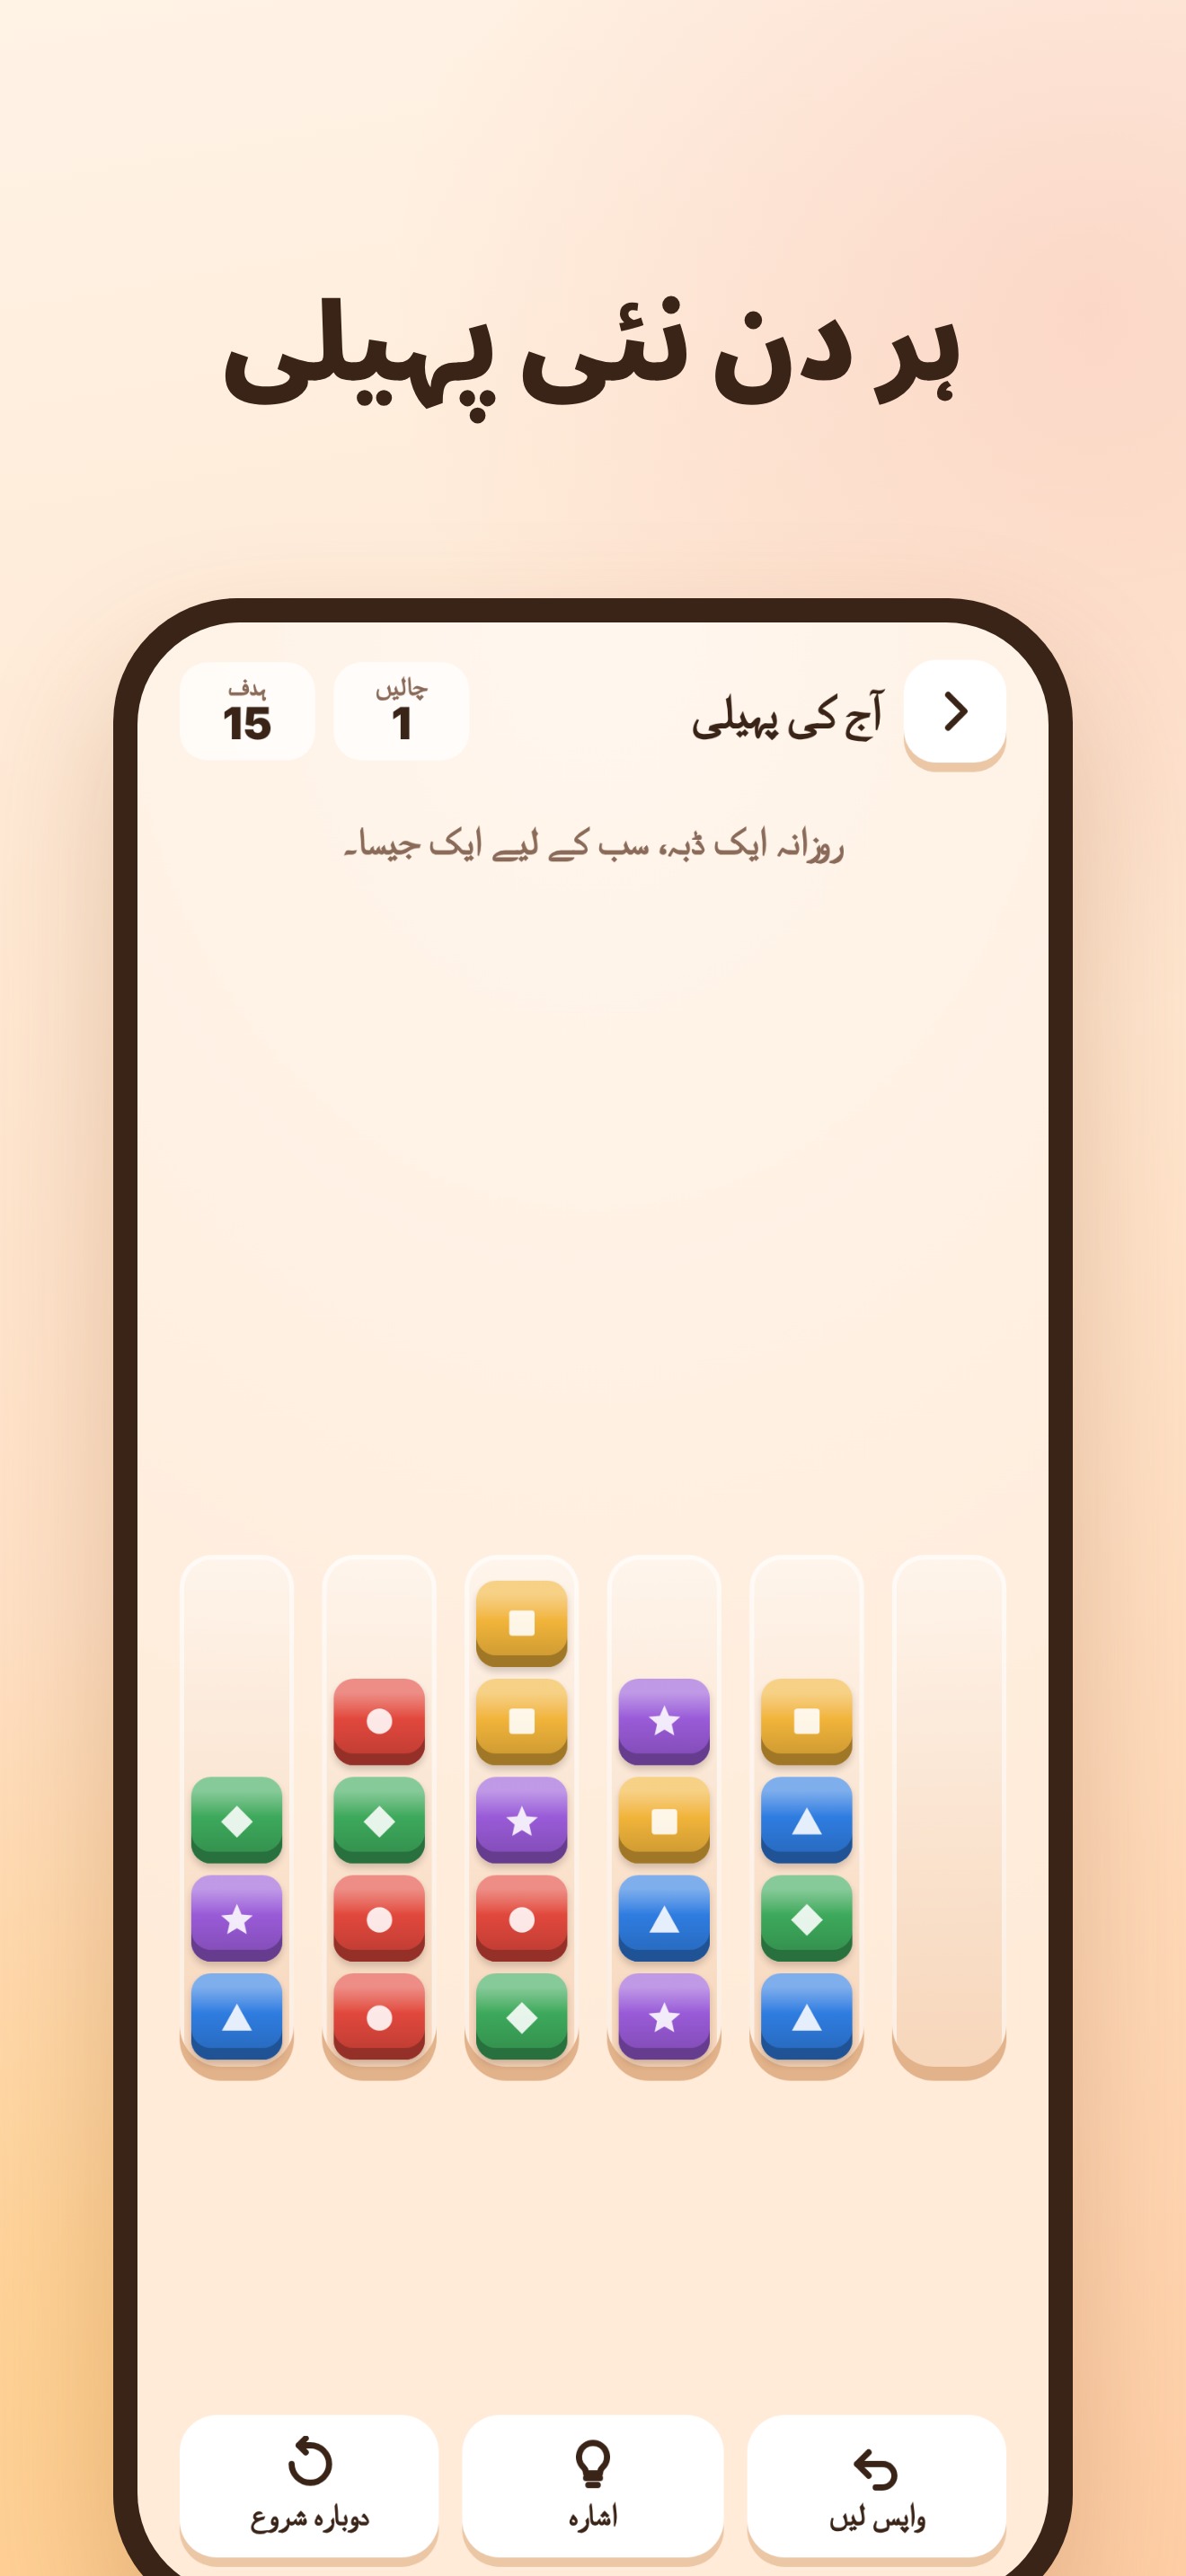 ہر دن نئی پہیلی
آج کی پہیلی
چالیں
1
ہدف
15
روزانہ ایک ڈبہ، سب کے لیے ایک جیسا۔
واپس لیں
اشارہ
دوبارہ شروع